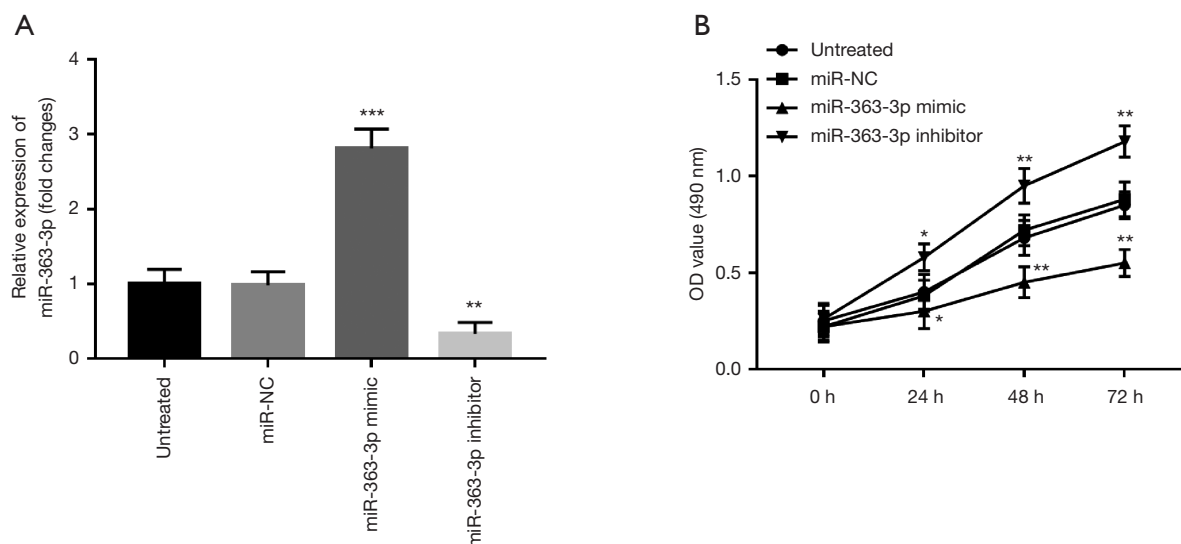 A
Relative expression of
miR-363-3p (fold changes)
4
3
2
1
0
***
**
Untreated
miR-NC
miR-363-3p mimic
miR-363-3p inhibitor
B
Untreated
miR-NC
miR-363-3p mimic
miR-363-3p inhibitor
OD value (490 nm)
1.5
1.0
0.5
0.0
*
**
**
*
**
**
0 h
24 h
48 h
72 h